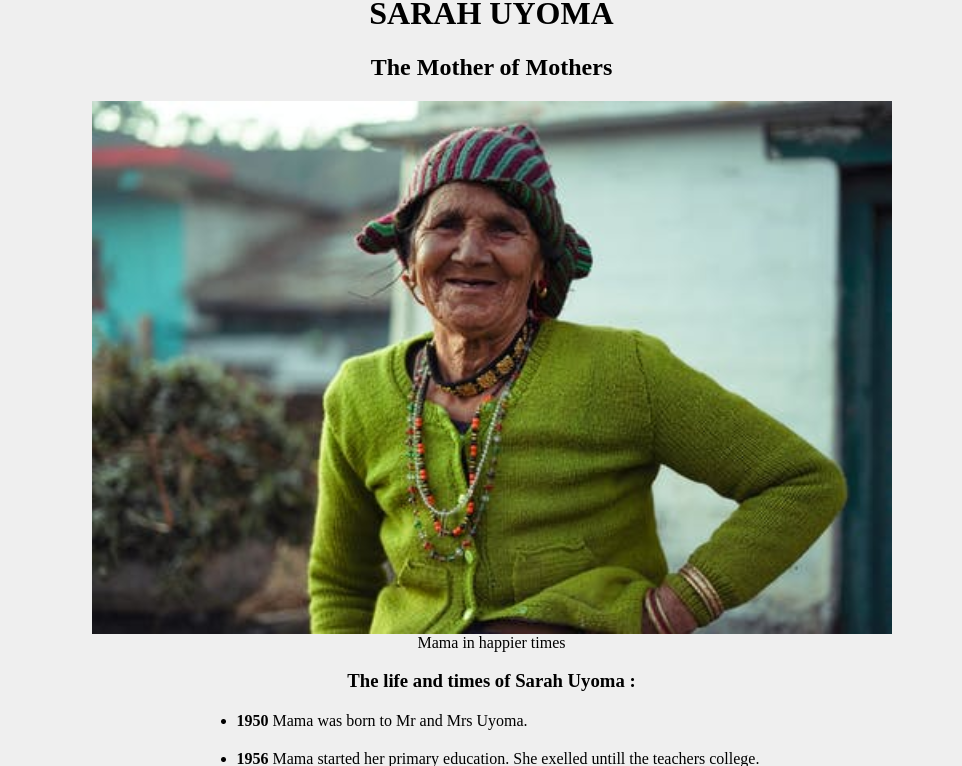 SARAH UYOMA
The Mother of Mothers
Mama in happier times
The life and times of Sarah Uyoma :
1950 Mama was born to Mr and Mrs Uyoma.
1956 Mama started her primary education. She exelled untill the teachers college.